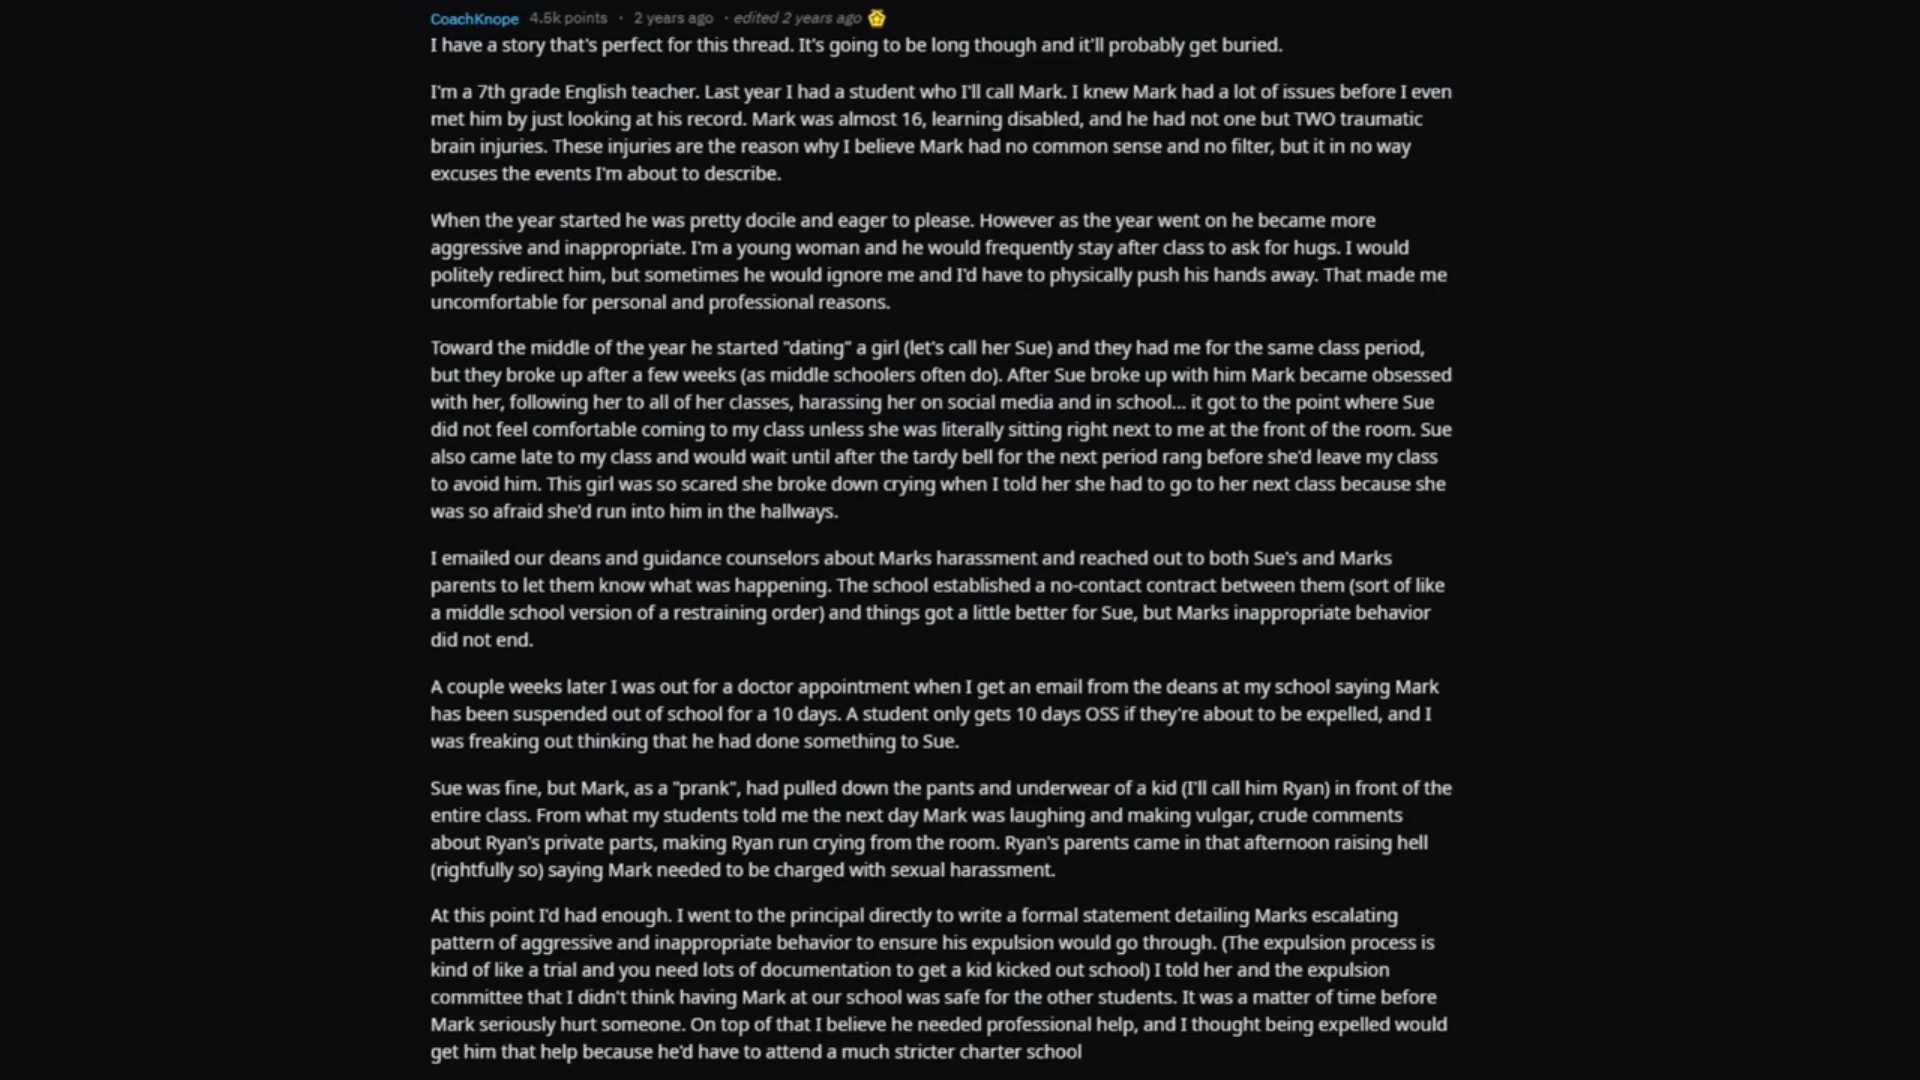 CoachKnope 4.5k points · 2 years ago · edited 2 years ago
I have a story that's perfect for this thread. It's going to be long though and it'll probably get buried.
I'm a 7th grade English teacher. Last year I had a student who I'll call Mark. I knew Mark had a lot of issues before I even
met him by just looking at his record. Mark was almost 16, learning disabled, and he had not one but TWO traumatic
brain injuries. These injuries are the reason why I believe Mark had no common sense and no filter, but it in no way
excuses the events I'm about to describe.
When the year started he was pretty docile and eager to please. However as the year went on he became more
aggressive and inappropriate. I'm a young woman and he would frequently stay after class to ask for hugs. I would
politely redirect him, but sometimes he would ignore me and I'd have to physically push his hands away. That made me
uncomfortable for personal and professional reasons.
Toward the middle of the year he started "dating" a girl (let's call her Sue) and they had me for the same class period,
but they broke up after a few weeks (as middle schoolers often do). After Sue broke up with him Mark became obsessed
with her, following her to all of her classes, harassing her on social media and in school... it got to the point where Sue
did not feel comfortable coming to my class unless she was literally sitting right next to me at the front of the room. Sue
also came late to my class and would wait until after the tardy bell for the next period rang before she'd leave my class
to avoid him. This girl was so scared she broke down crying when I told her she had to go to her next class because she
was so afraid she'd run into him in the hallways.
I emailed our deans and guidance counselors about Marks harassment and reached out to both Sue's and Marks
parents to let them know what was happening. The school established a no-contact contract between them (sort of like
a middle school version of a restraining order) and things got a little better for Sue, but Marks inappropriate behavior
did not end.
A couple weeks later I was out for a doctor appointment when I get an email from the deans at my school saying Mark
has been suspended out of school for a 10 days. A student only gets 10 days OSS if they're about to be expelled, and I
was freaking out thinking that he had done something to Sue.
Sue was fine, but Mark, as a "prank", had pulled down the pants and underwear of a kid (I'll call him Ryan) in front of the
entire class. From what my students told me the next day Mark was laughing and making vulgar, crude comments
about Ryan's private parts, making Ryan run crying from the room. Ryan's parents came in that afternoon raising hell
(rightfully so) saying Mark needed to be charged with sexual harassment.
At this point I'd had enough. I went to the principal directly to write a formal statement detailing Marks escalating
pattern of aggressive and inappropriate behavior to ensure his expulsion would go through. (The expulsion process is
kind of like a trial and you need lots of documentation to get a kid kicked out school) I told her and the expulsion
committee that I didn't think having Mark at our school was safe for the other students. It was a matter of time before
Mark seriously hurt someone. On top of that I believe he needed professional help, and I thought being expelled would
get him that help because he'd have to attend a much stricter charter school